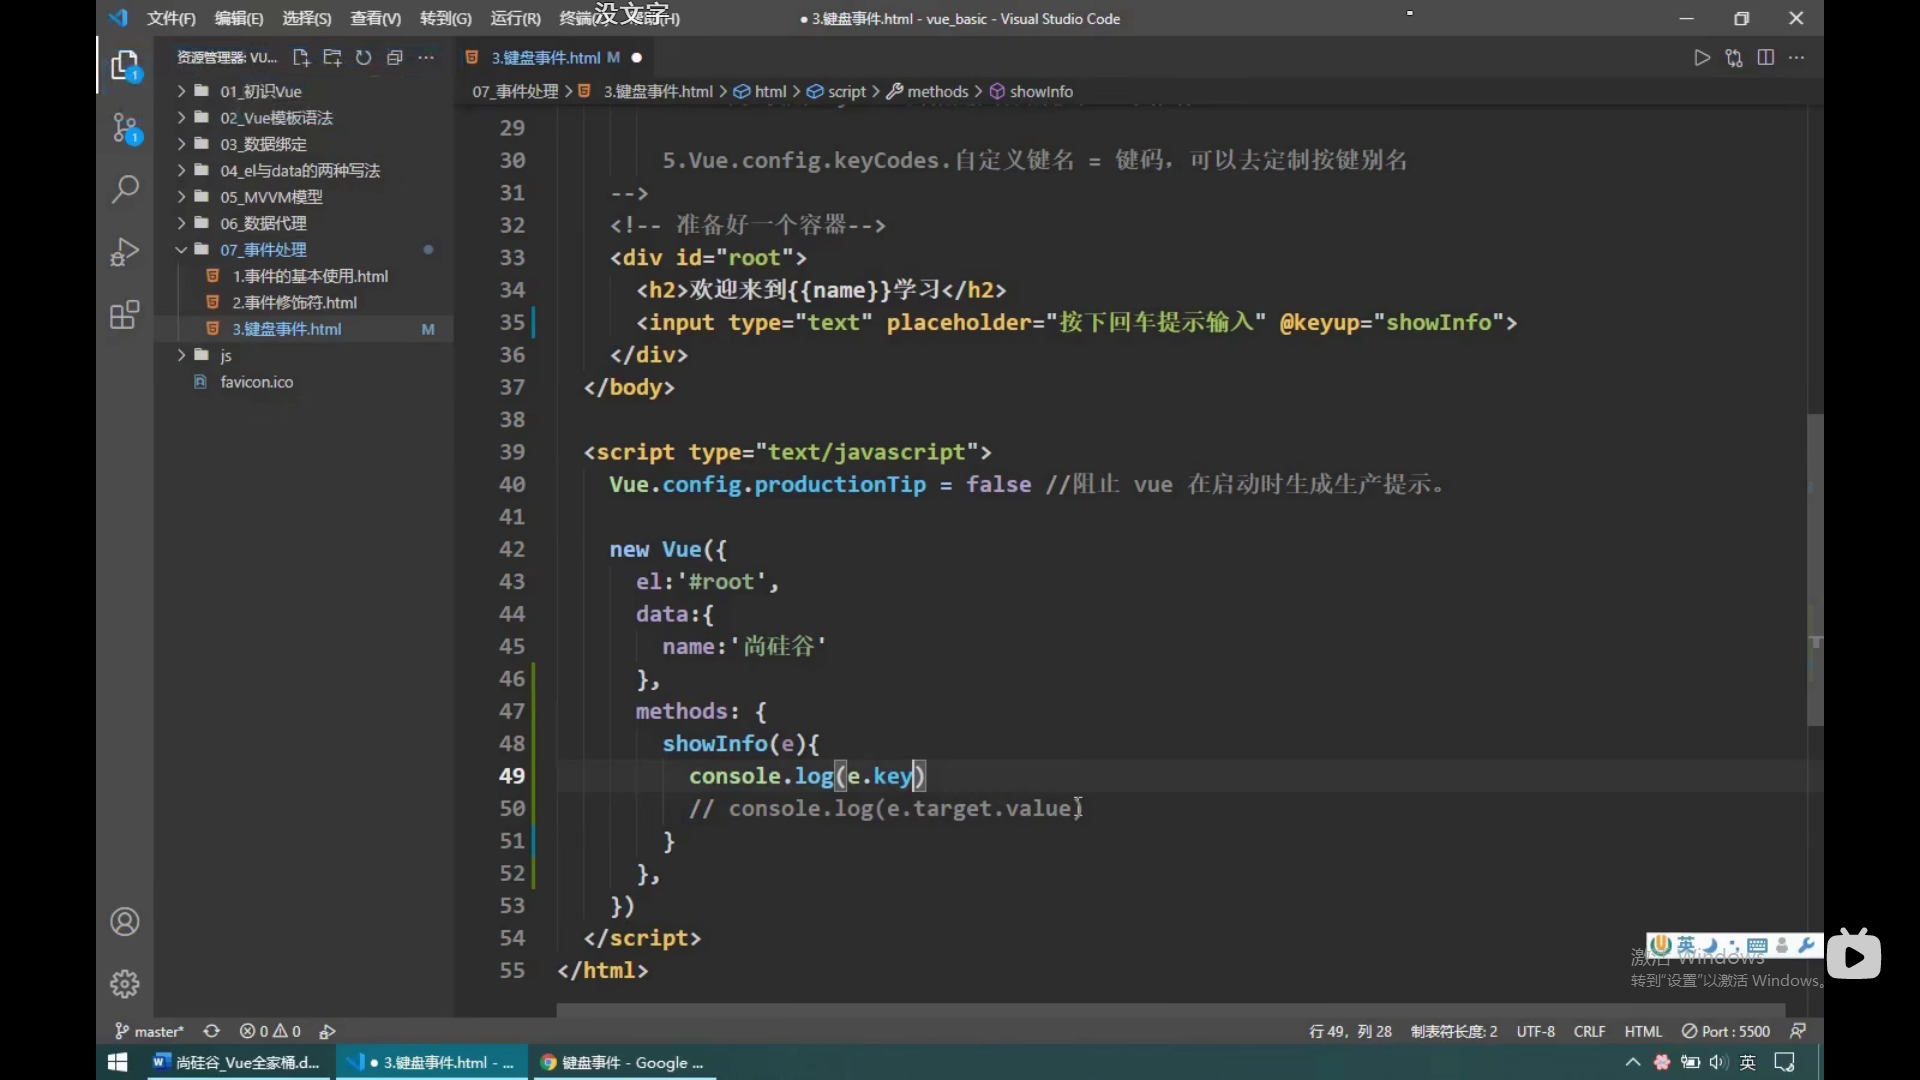 文件(F) 编辑(E) 选择(S) 查看(V) 转到(G) 运行(R) 终端
没文字
● 3.键盘事件.html - vue_basic - Visual Studio Code
资源管理器: VU...
3.键盘事件.html M
07_事件处理 > 3.键盘事件.html > html > script > methods > showInfo
01_初识Vue
02_Vue模板语法
03_数据绑定
04_el与data的两种写法
05_MVVM模型
06_数据代理
07_事件处理
1.事件的基本使用.html
2.事件修饰符.html
3.键盘事件.html M
js
favicon.ico
1
1
29
30 5.Vue.config.keyCodes.自定义键名 = 键码，可以去定制按键别名
31 -->
32 <!-- 准备好一个容器-->
33 <div id="root">
34 <h2>欢迎来到{{name}}学习</h2>
35 <input type="text" placeholder="按下回车提示输入" @keyup="showInfo">
36 </div>
37 </body>
38
39 <script type="text/javascript">
40 Vue.config.productionTip = false //阻止 vue 在启动时生成生产提示。
41
42 new Vue({
43 el:'#root',
44 data:{
45 name:'尚硅谷'
46 },
47 methods: {
48 showInfo(e){
49 console.log(e.key)
50 // console.log(e.target.value)
51 }
52 },
53 })
54 </script>
55 </html>
英
激活 Windows
转到"设置"以激活 Windows。
master* 0 0
行 49，列 28 制表符长度: 2 UTF-8 CRLF HTML Port : 5500
尚硅谷_Vue全家桶.d... ● 3.键盘事件.html - ... 键盘事件 - Google ...
英